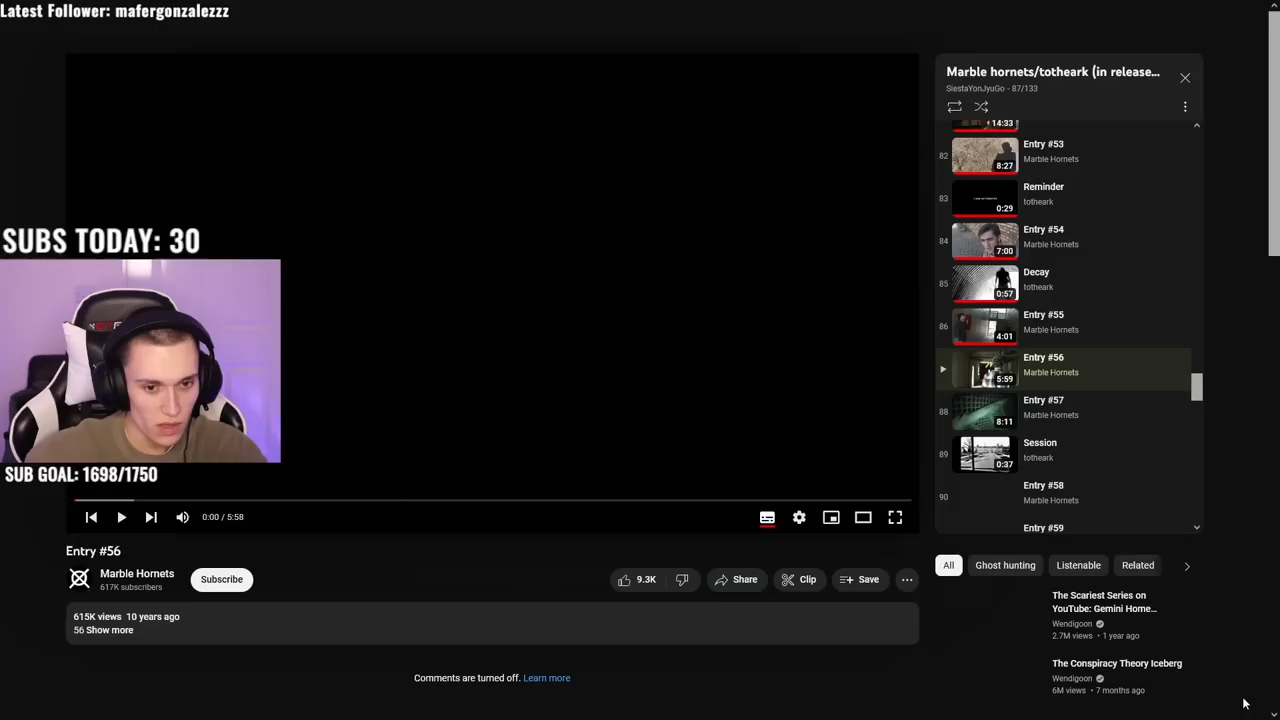 Latest Follower: mafergonzalezzz
SUBS TODAY: 30
SUB GOAL: 1698/1750
0:00 / 5:58
Entry #56
Marble Hornets
617K subscribers
Subscribe
9.3K
Share
Clip
Save
615K views 10 years ago
56 Show more
Comments are turned off. Learn more
Marble hornets/totheark (in release...
SiestaYonJyuGo - 87/133
14:33
82
8:27
Entry #53
Marble Hornets
83
0:29
Reminder
totheark
84
7:00
Entry #54
Marble Hornets
85
0:57
Decay
totheark
86
4:01
Entry #55
Marble Hornets
5:59
Entry #56
Marble Hornets
88
8:11
Entry #57
Marble Hornets
89
0:37
Session
totheark
90
Entry #58
Marble Hornets
Entry #59
All
Ghost hunting
Listenable
Related
The Scariest Series on
YouTube: Gemini Home...
Wendigoon
2.7M views • 1 year ago
The Conspiracy Theory Iceberg
Wendigoon
6M views • 7 months ago